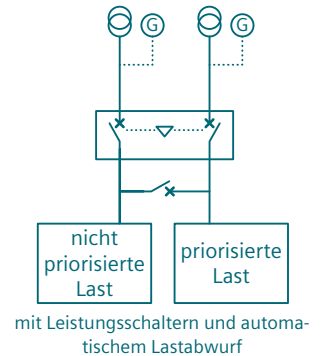 G
G
nicht
priorisierte
Last
priorisierte
Last
mit Leistungsschaltern und automa-
tischem Lastabwurf